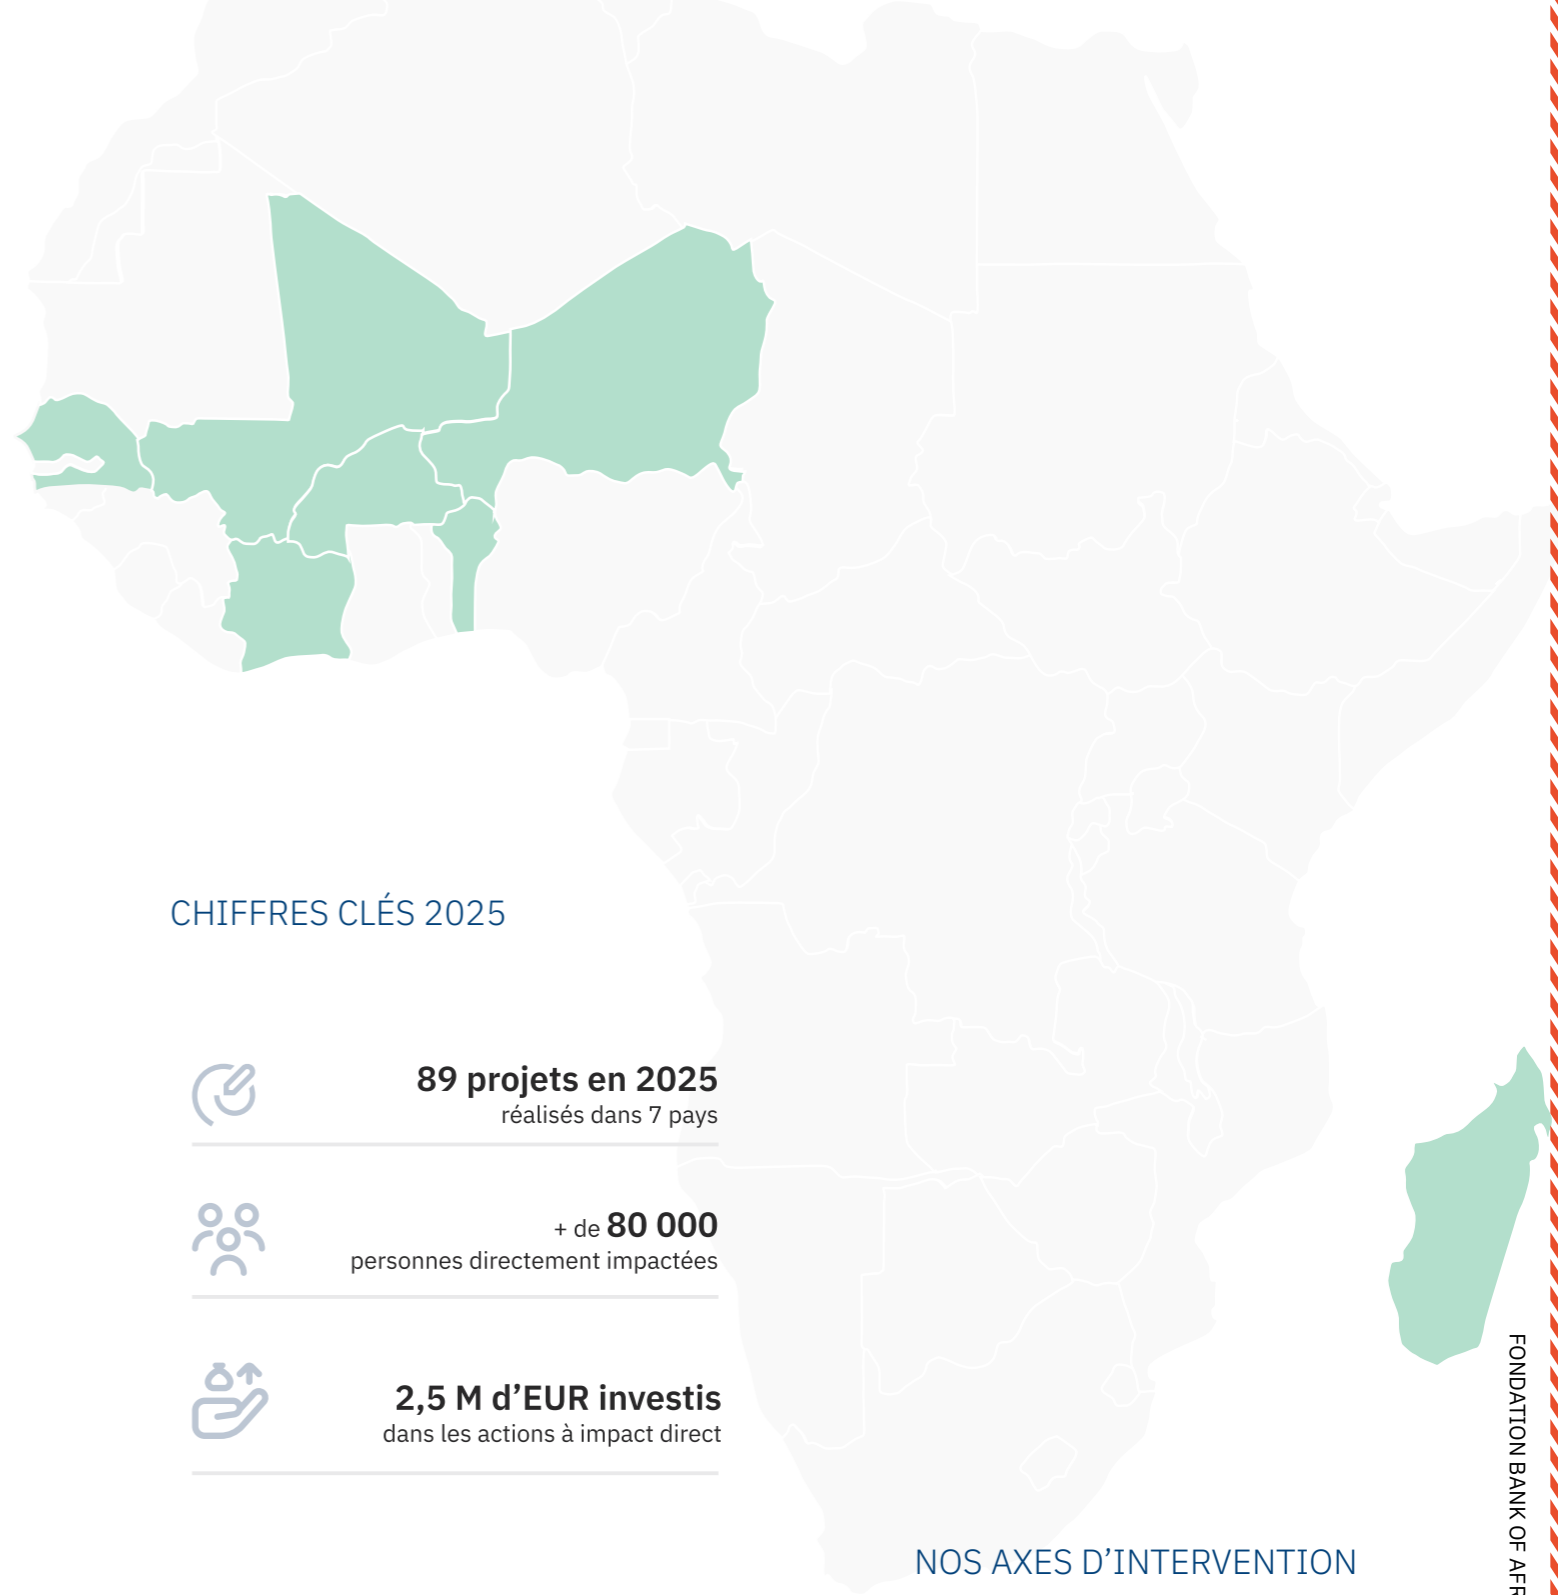 CHIFFRES CLÉS 2025
89 projets en 2025
réalisés dans 7 pays
+ de 80 000
personnes directement impactées
2,5 M d’EUR investis
dans les actions à impact direct
NOS AXES D’INTERVENTION
FONDATION BANK OF